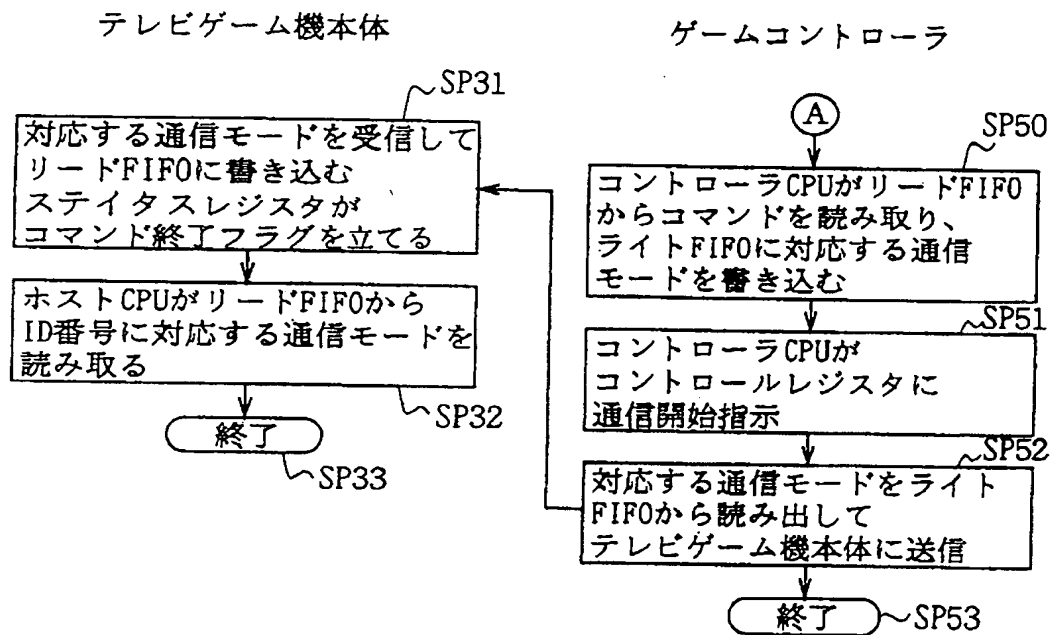 テレビゲーム機本体
ゲームコントローラ
SP31
対応する通信モードを受信して
リードFIFOに書き込む
ステイタスレジスタが
コマンド終了フラグを立てる
ホストCPUがリードFIFOから
ID番号に対応する通信モードを
読み取る
SP32
終了
SP33
A
SP50
コントローラCPUがリードFIFO
からコマンドを読み取り、
ライトFIFOに対応する通信
モードを書き込む
SP51
コントローラCPUが
コントロールレジスタに
通信開始指示
SP52
対応する通信モードをライト
FIFOから読み出して
テレビゲーム機本体に送信
終了
SP53